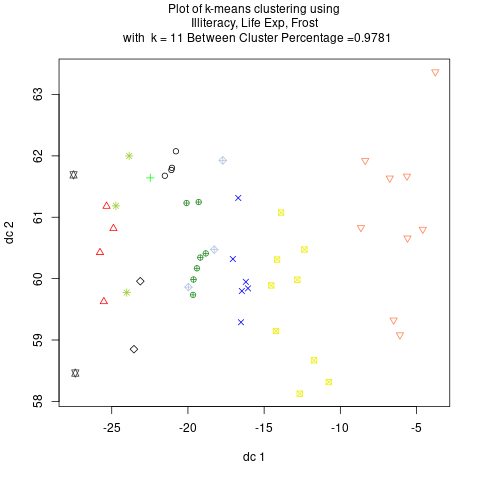 Plot of k-means clustering using
Illiteracy, Life Exp, Frost
with k = 11 Between Cluster Percentage =0.9781
63
62
61
60
59
58
dc 2
-25 -20 -15 -10 -5
dc 1